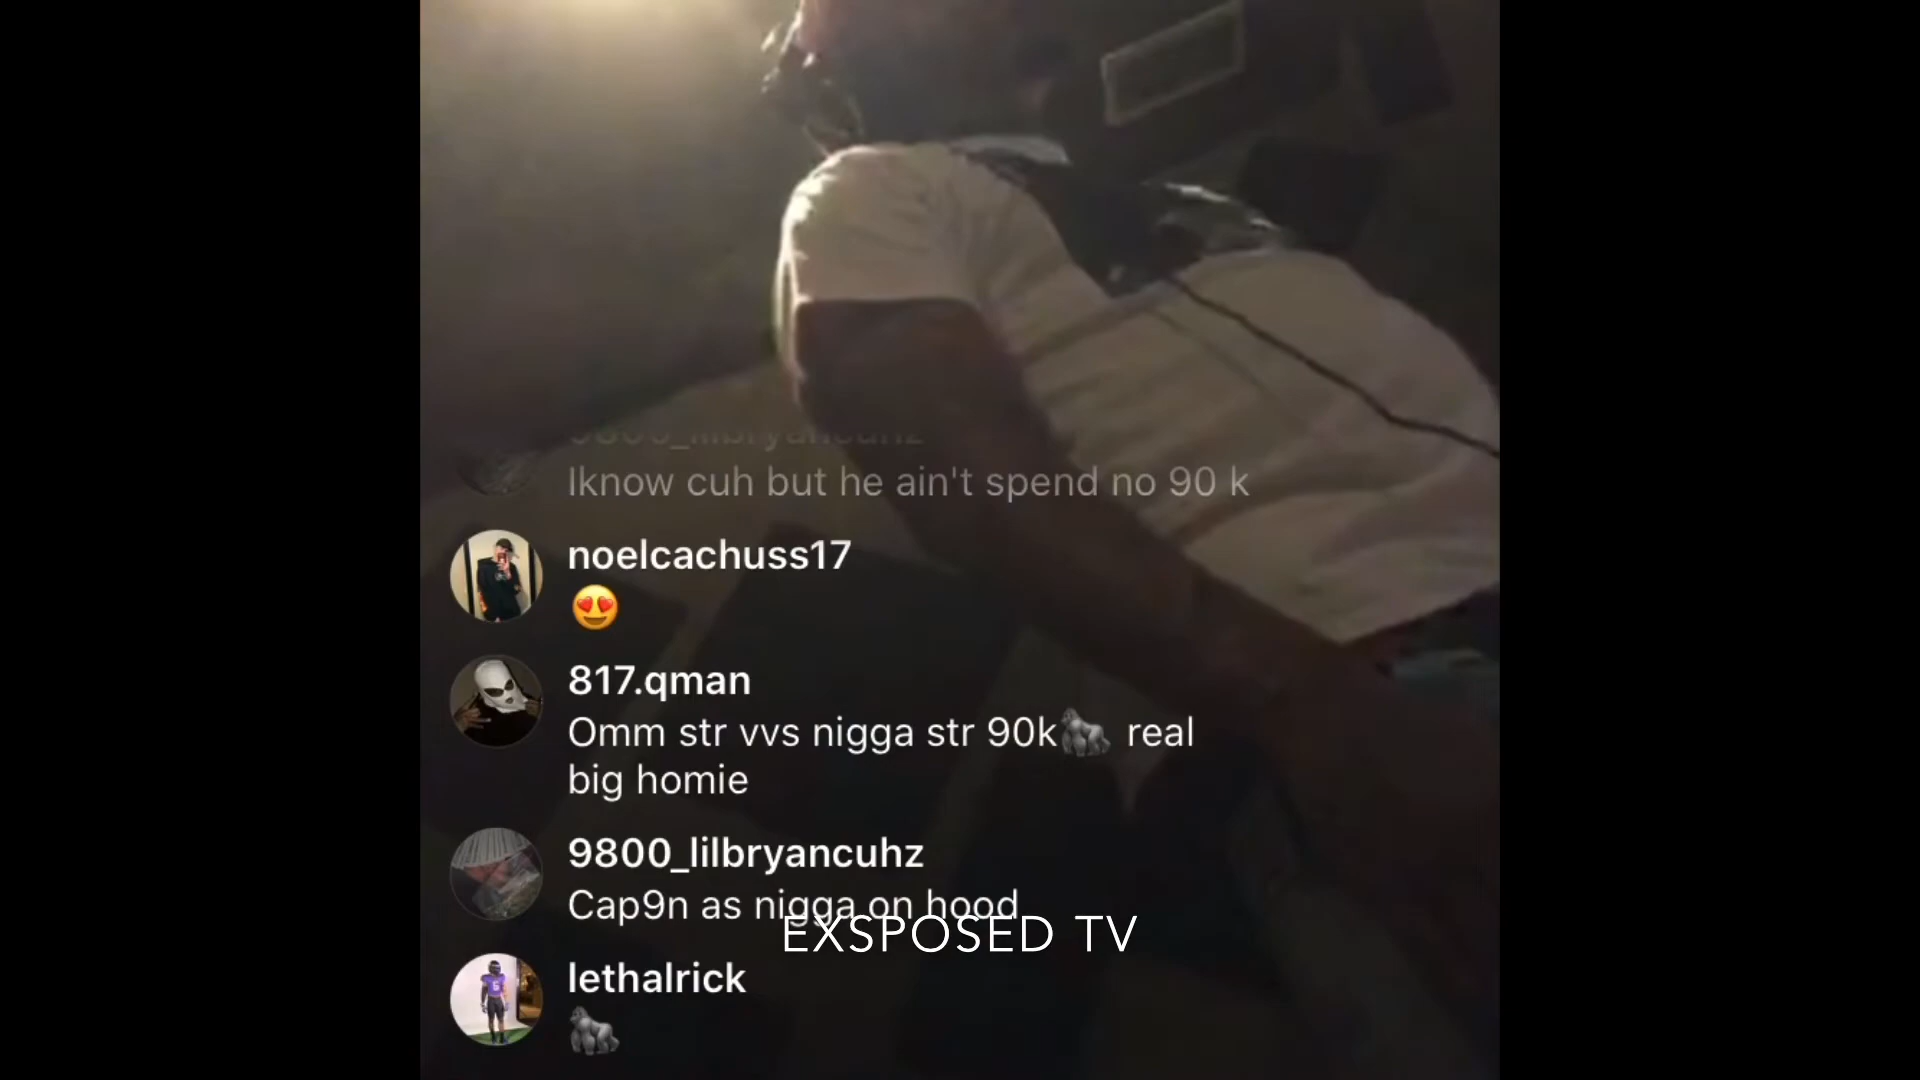 9800_lilbryancuhz
Iknow cuh but he ain't spend no 90 k
noelcachuss17
😍
817.qman
Omm str vvs nigga str 90k🦍 real
big homie
9800_lilbryancuhz
Cap9n as nigga on hood
EXSPOSED TV
lethalrick
🦍